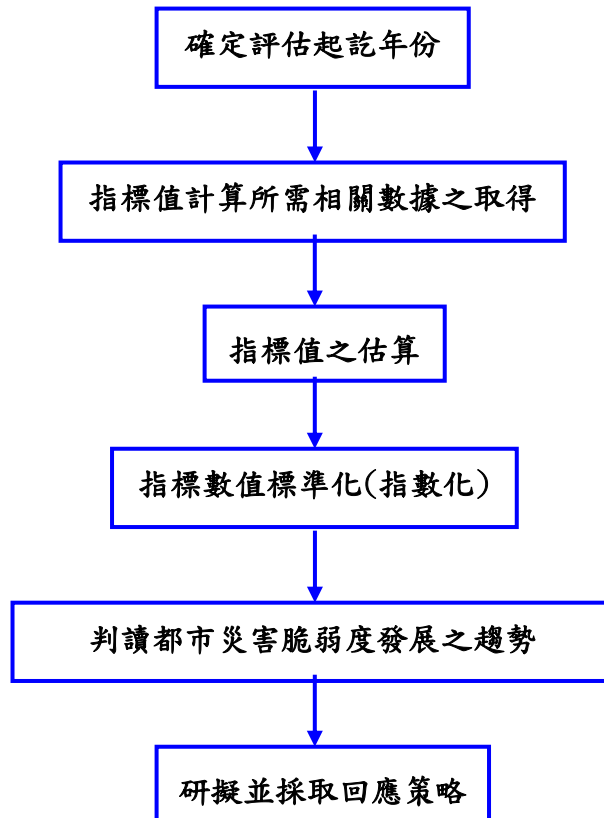 確定評估起訖年份
指標值計算所需相關數據之取得
指標值之估算
指標數值標準化(指數化)
判讀都市災害脆弱度發展之趨勢
研擬並採取回應策略